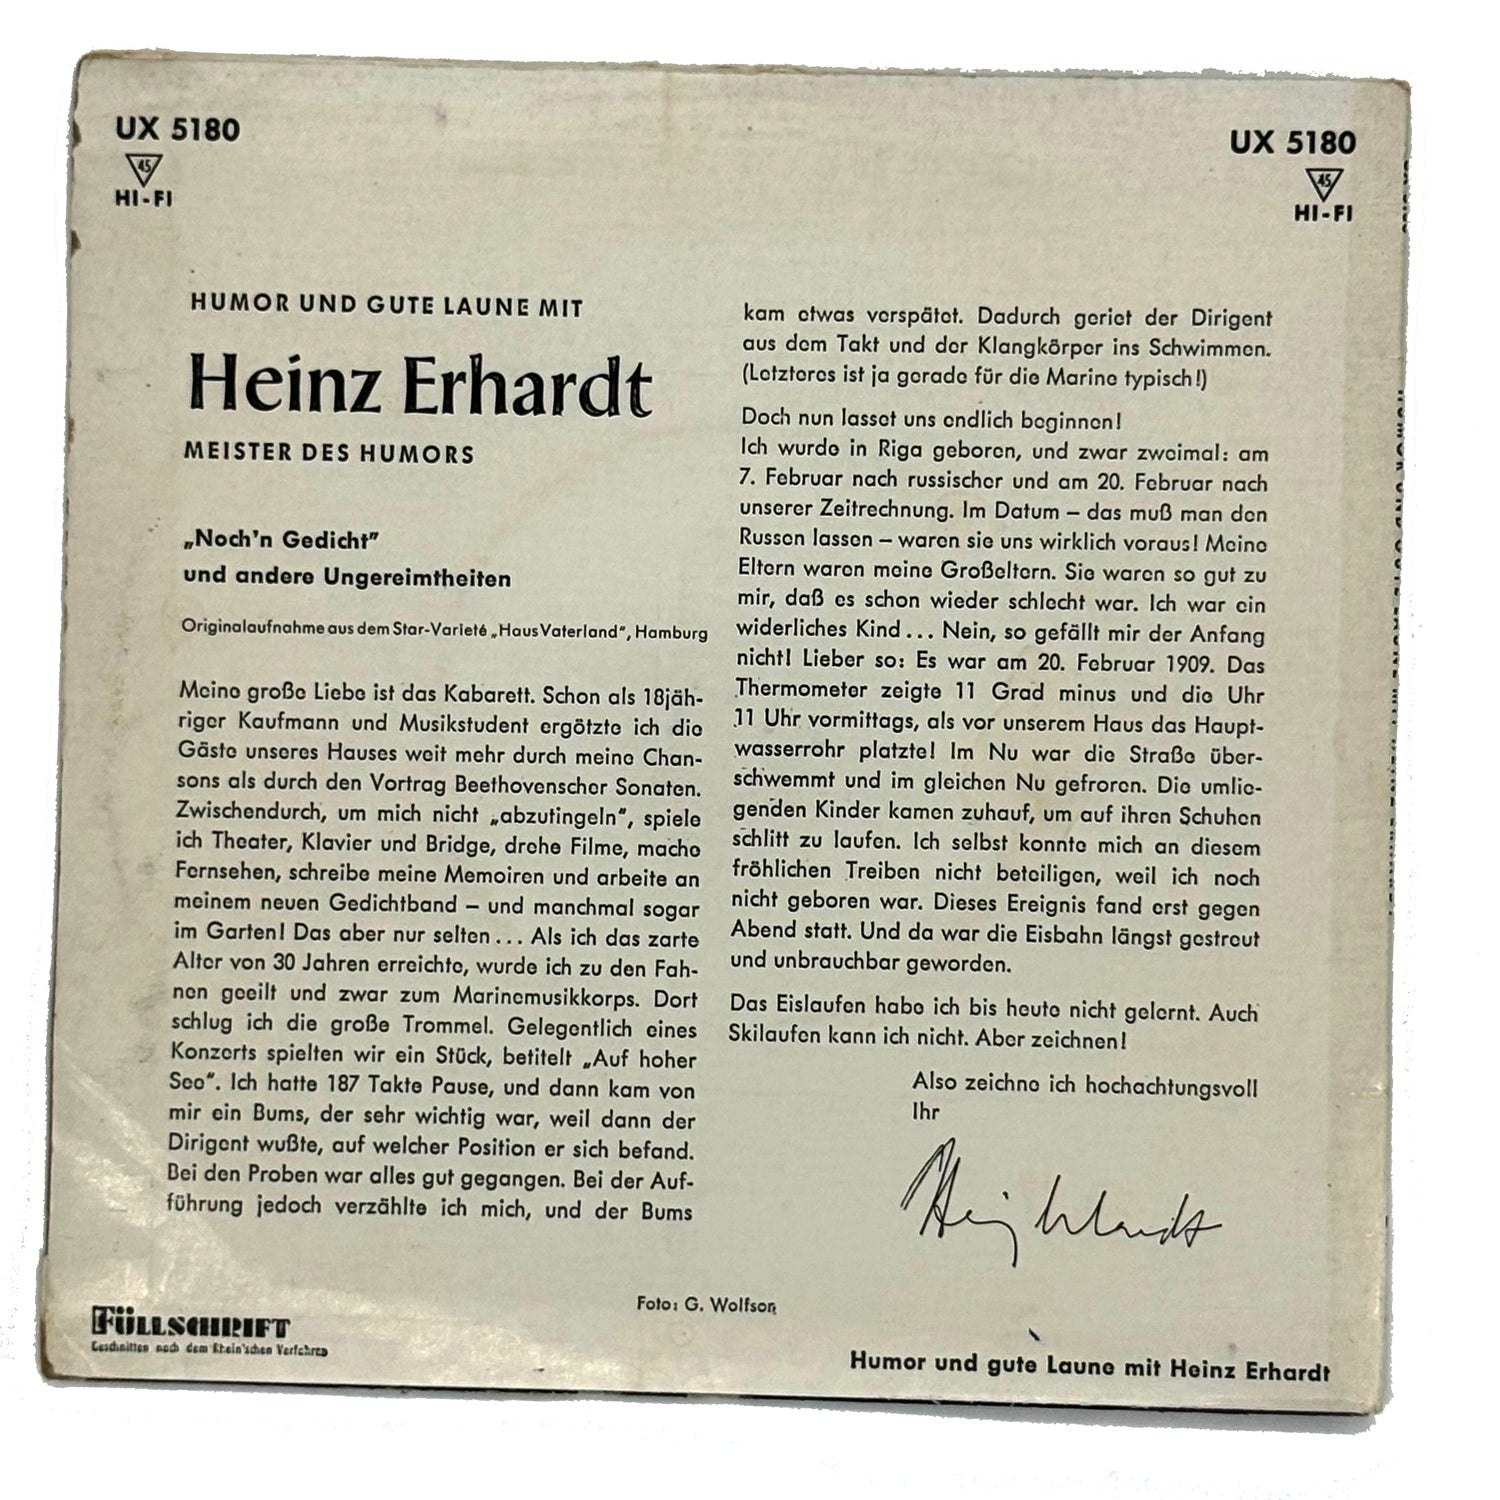 UX 5180
45
HI-FI
UX 5180
45
HI-FI
HUMOR UND GUTE LAUNE MIT
Heinz Erhardt
MEISTER DES HUMORS
„Noch'n Gedicht"
und andere Ungereimtheiten
Originalaufnahme aus dem Star-Varieté „Haus Vaterland", Hamburg
Meine große Liebe ist das Kabarett. Schon als 18jäh-
riger Kaufmann und Musikstudent ergötzte ich die
Gäste unseres Hauses weit mehr durch meine Chan-
sons als durch den Vortrag Beethovenscher Sonaten.
Zwischendurch, um mich nicht „abzutingeln", spiele
ich Theater, Klavier und Bridge, drehe Filme, mache
Fernsehen, schreibe meine Memoiren und arbeite an
meinem neuen Gedichtband – und manchmal sogar
im Garten! Das aber nur selten ... Als ich das zarte
Alter von 30 Jahren erreichte, wurde ich zu den Fah-
nen geeilt und zwar zum Marinemusikkorps. Dort
schlug ich die große Trommel. Gelegentlich eines
Konzerts spielten wir ein Stück, betitelt „Auf hoher
See". Ich hatte 187 Takte Pause, und dann kam von
mir ein Bums, der sehr wichtig war, weil dann der
Dirigent wußte, auf welcher Position er sich befand.
Bei den Proben war alles gut gegangen. Bei der Auf-
führung jedoch verzählte ich mich, und der Bums
kam etwas verspätet. Dadurch geriet der Dirigent
aus dem Takt und der Klangkörper ins Schwimmen.
(Letzteres ist ja gerade für die Marine typisch!)
Doch nun lasset uns endlich beginnen!
Ich wurde in Riga geboren, und zwar zweimal: am
7. Februar nach russischer und am 20. Februar nach
unserer Zeitrechnung. Im Datum – das muß man den
Russen lassen – waren sie uns wirklich voraus! Meine
Eltern waren meine Großeltern. Sie waren so gut zu
mir, daß es schon wieder schlecht war. Ich war ein
widerliches Kind ... Nein, so gefällt mir der Anfang
nicht! Lieber so: Es war am 20. Februar 1909. Das
Thermometer zeigte 11 Grad minus und die Uhr
11 Uhr vormittags, als vor unserem Haus das Haupt-
wasserrohr platzte! Im Nu war die Straße über-
schwemmt und im gleichen Nu gefroren. Die umlie-
genden Kinder kamen zuhauf, um auf ihren Schuhen
schlitt zu laufen. Ich selbst konnte mich an diesem
fröhlichen Treiben nicht beteiligen, weil ich noch
nicht geboren war. Dieses Ereignis fand erst gegen
Abend statt. Und da war die Eisbahn längst gestreut
und unbrauchbar geworden.
Das Eislaufen habe ich bis heute nicht gelernt. Auch
Skilaufen kann ich nicht. Aber zeichnen!
Also zeichne ich hochachtungsvoll
Ihr
Heinz Erhardt
Foto: G. Wolfson
FÜLLSCHRIFT
Geschnitten nach dem Rhein'schen Verfahren
Humor und gute Laune mit Heinz Erhardt